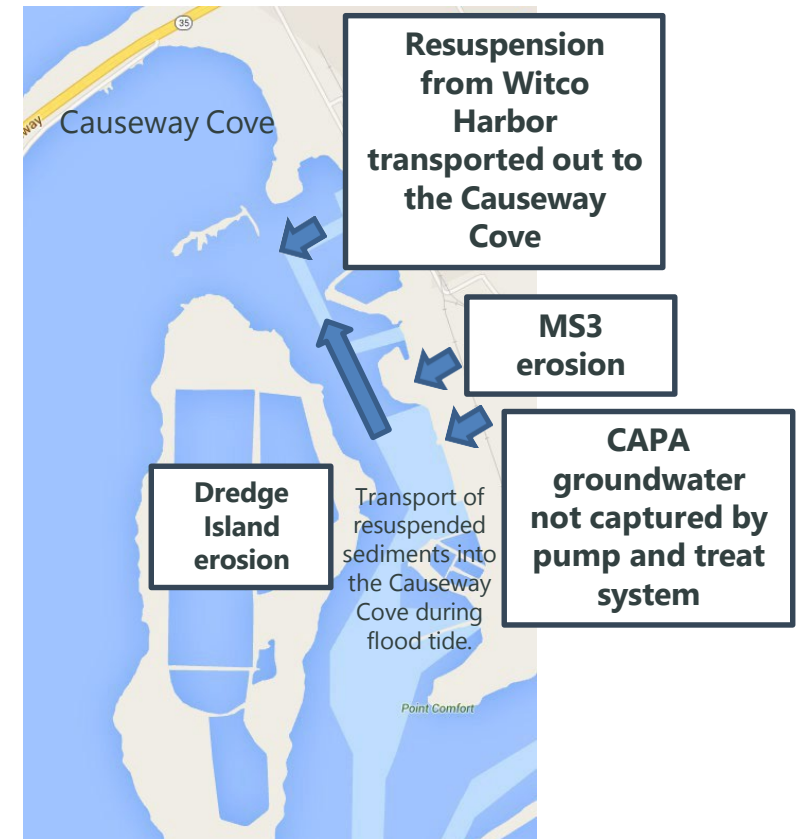 35
way
Causeway Cove
Resuspension
from Witco
Harbor
transported out to
the Causeway
Cove
MS3
erosion
CAPA
groundwater
not captured by
pump and treat
system
Dredge
Island
erosion
Transport of
resuspended
sediments into
the Causeway
Cove during
flood tide.
Point Comfort